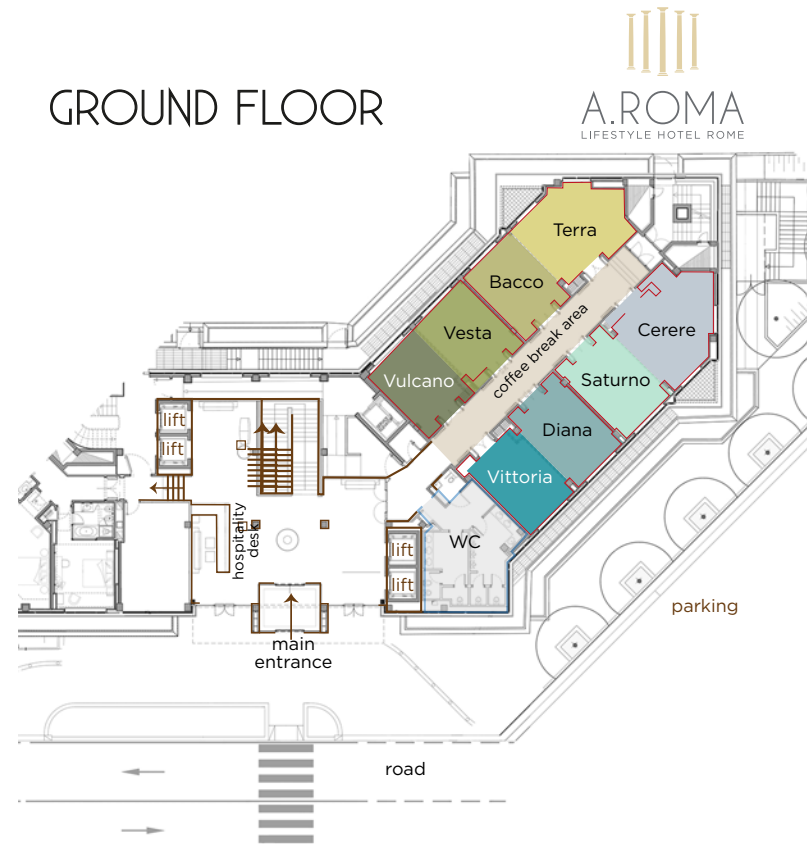 GROUND FLOOR
A.ROMA
LIFESTYLE HOTEL ROME
Terra
Bacco
Vesta
Vulcano
coffee break area
Cerere
Saturno
Diana
Vittoria
WC
lift
lift
hospitality
desk
lift
lift
main
entrance
parking
road